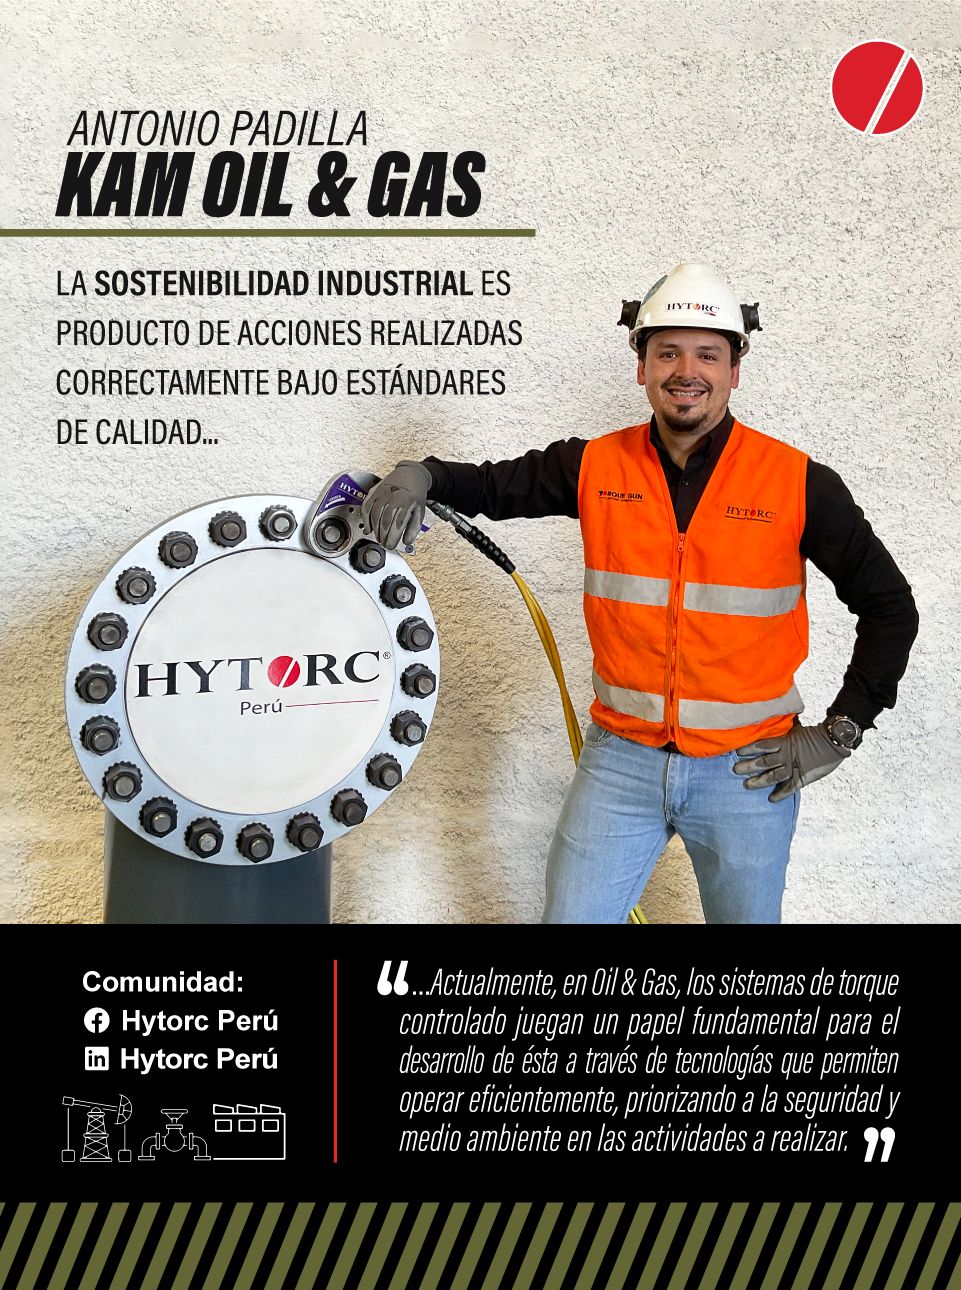 ANTONIO PADILLA
KAM OIL & GAS
LA SOSTENIBILIDAD INDUSTRIAL ES
PRODUCTO DE ACCIONES REALIZADAS
CORRECTAMENTE BAJO ESTÁNDARES
DE CALIDAD...
HYTORC
TORQUE GUN
HYTORC
HYTORC®
Perú
Comunidad:
Hytorc Perú
in Hytorc Perú
“...Actualmente, en Oil & Gas, los sistemas de torque
controlado juegan un papel fundamental para el
desarrollo de ésta a través de tecnologías que permiten
operar eficientemente, priorizando a la seguridad y
medio ambiente en las actividades a realizar. ”